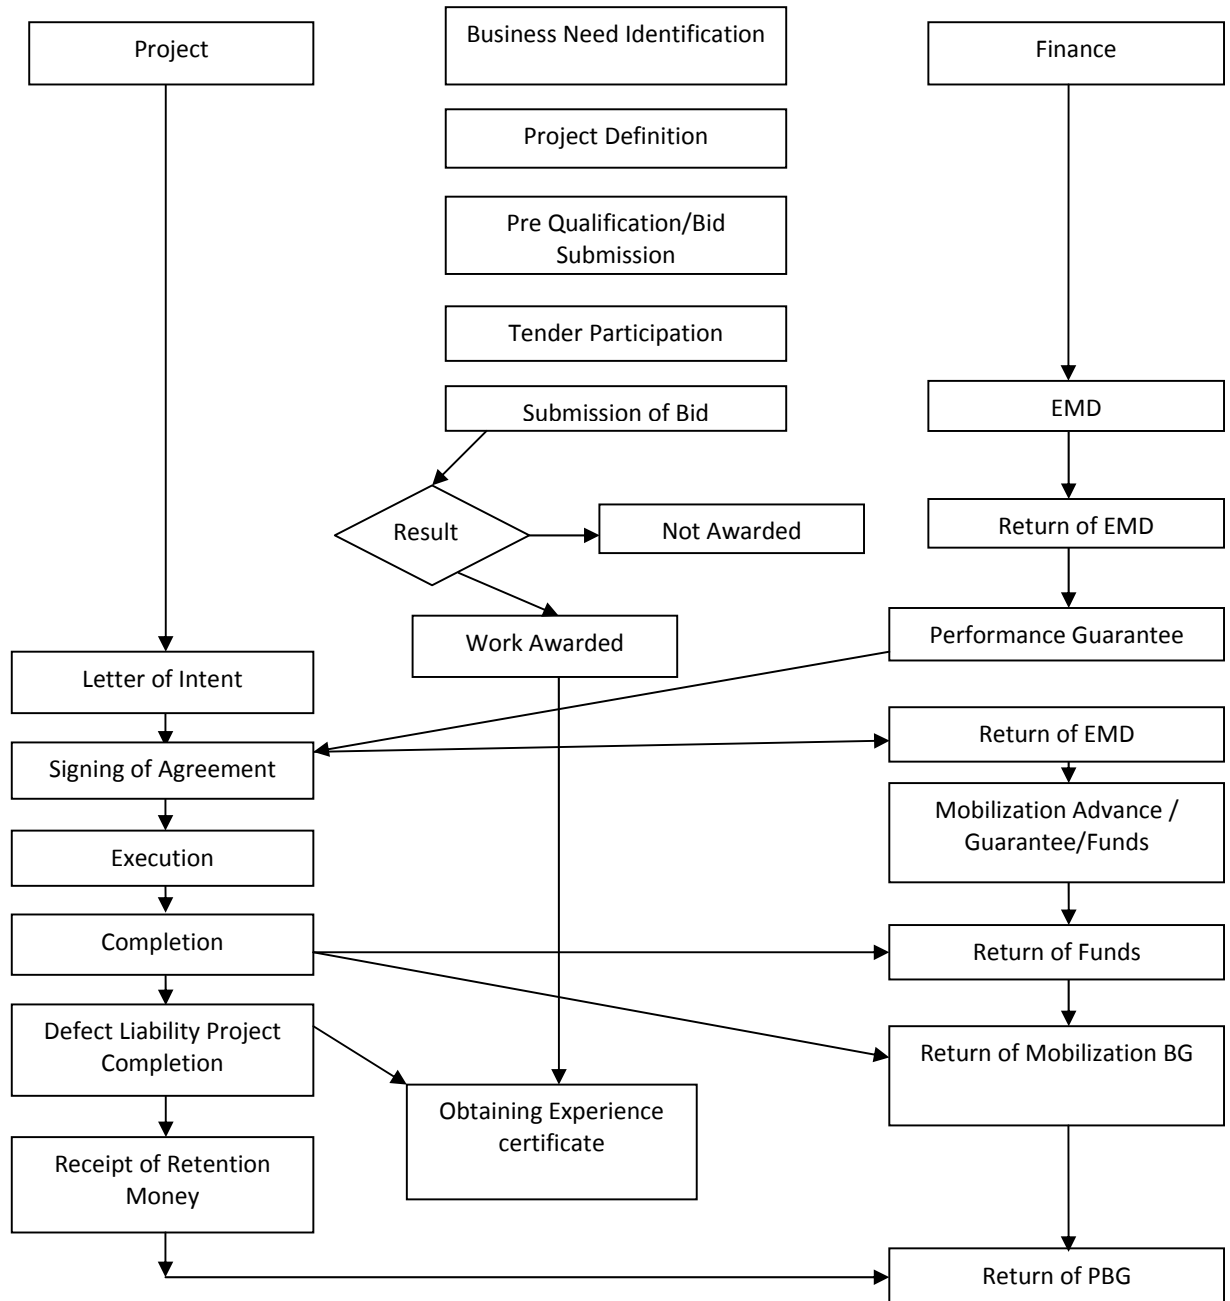 Project
Business Need Identification
Finance
Project Definition
Pre Qualification/Bid
Submission
Tender Participation
Submission of Bid
EMD
Result
Not Awarded
Return of EMD
Work Awarded
Performance Guarantee
Letter of Intent
Signing of Agreement
Return of EMD
Mobilization Advance /
Guarantee/Funds
Execution
Completion
Return of Funds
Defect Liability Project
Completion
Return of Mobilization BG
Obtaining Experience
certificate
Receipt of Retention
Money
Return of PBG